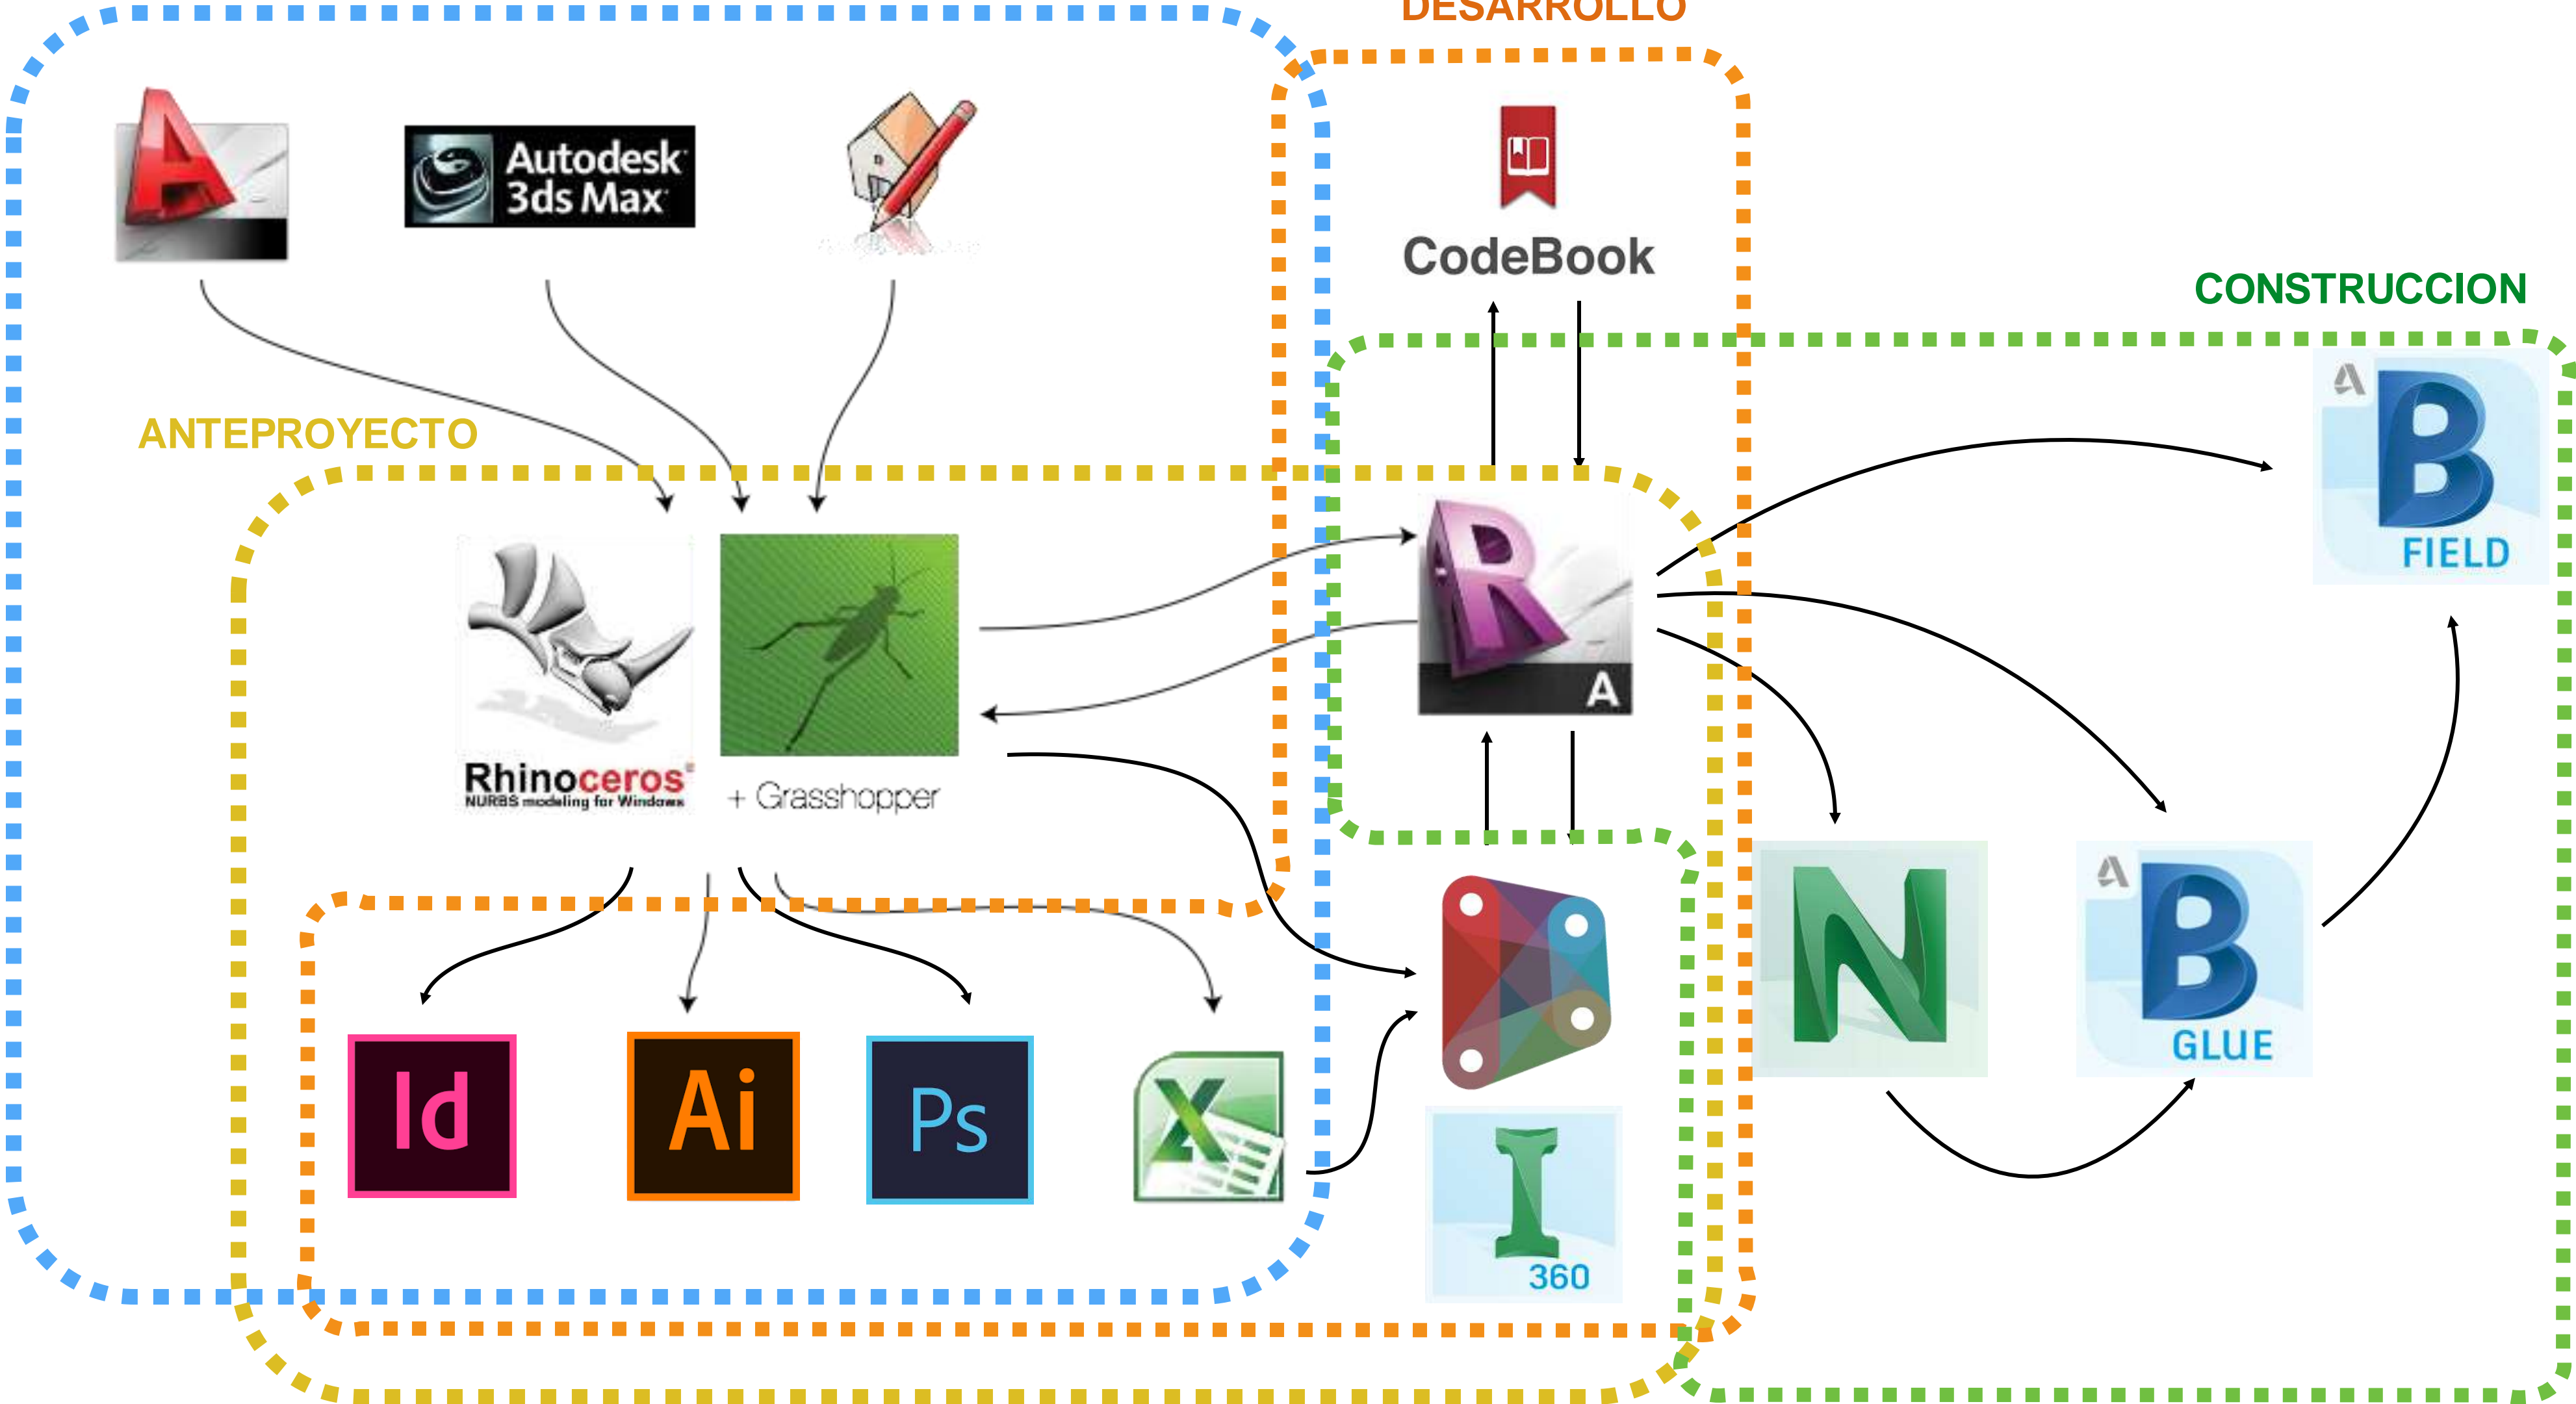 DESARROLLO
Autodesk
3ds Max
CodeBook
CONSTRUCCION
ANTEPROYECTO
FIELD
A
Rhinoceros®
NURBS modeling for Windows
+ Grasshopper
GLUE
Id
Ai
Ps
360